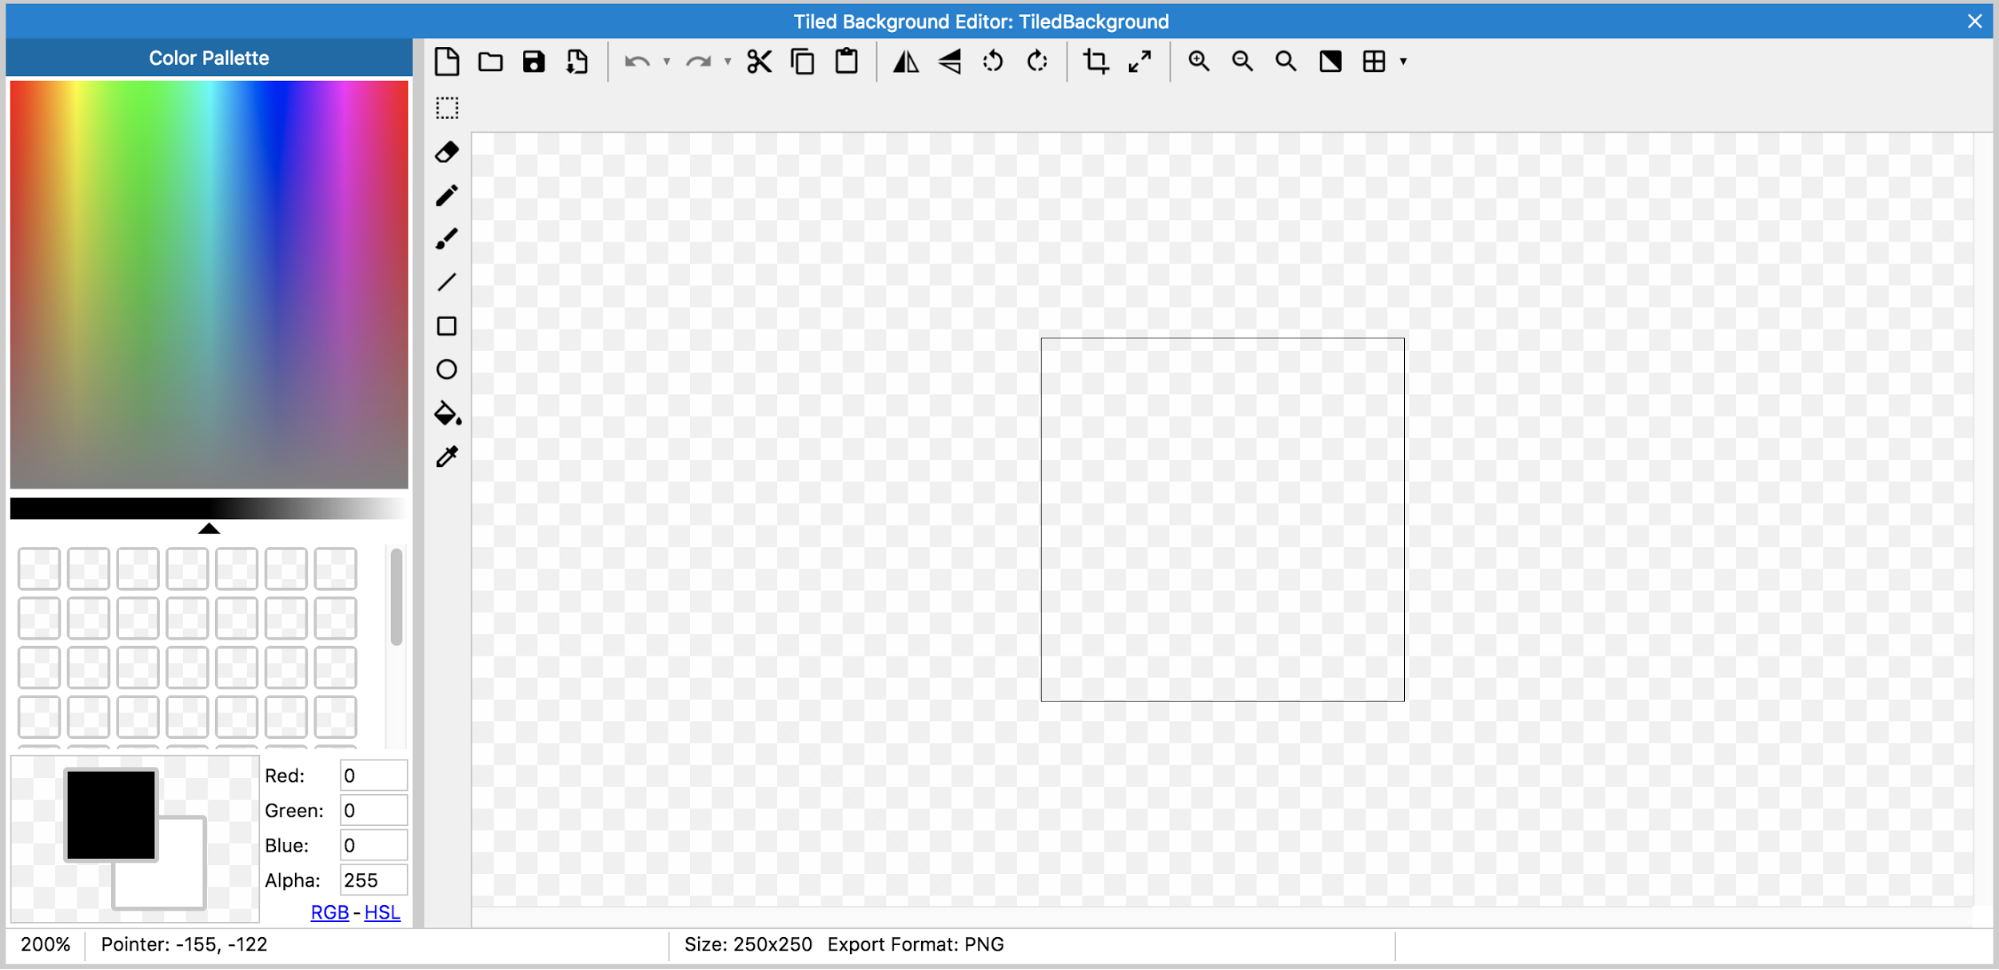 Tiled Background Editor: TiledBackground
Color Pallette
Red: 0
Green: 0
Blue: 0
Alpha: 255
RGB - HSL
200% Pointer: -155, -122 Size: 250x250 Export Format: PNG